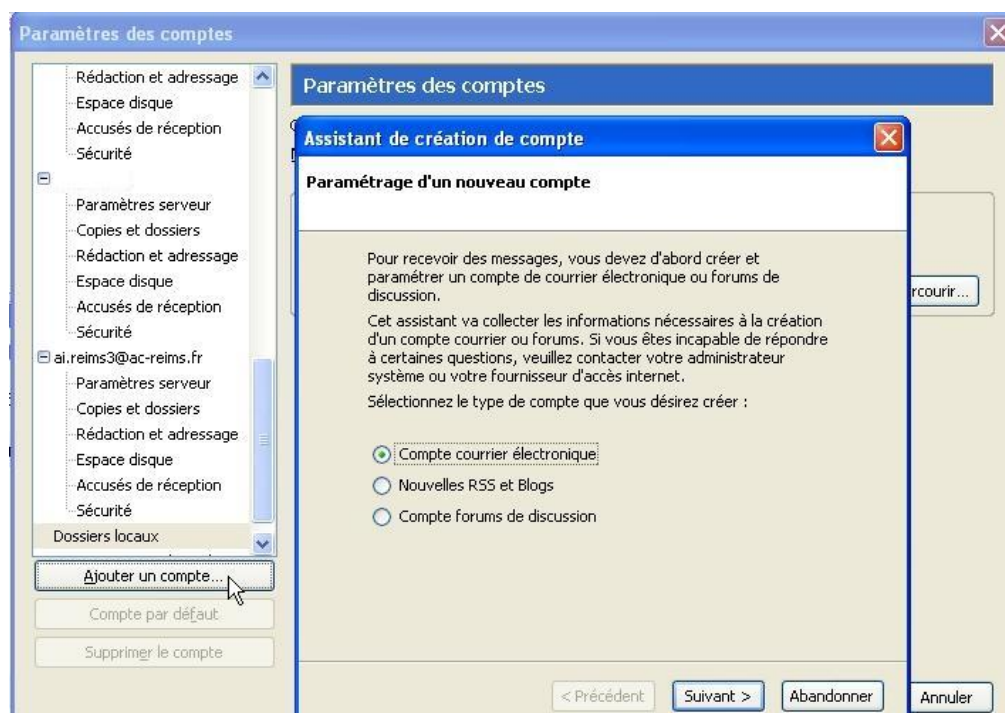 Paramètres des comptes
Rédaction et adressage
Espace disque
Accusés de réception
Sécurité
Paramètres serveur
Copies et dossiers
Rédaction et adressage
Espace disque
Accusés de réception
Sécurité
ai.reims3@ac-reims.fr
Paramètres serveur
Copies et dossiers
Rédaction et adressage
Espace disque
Accusés de réception
Sécurité
Dossiers locaux
Ajouter un compte...
Compte par défaut
Supprimer le compte
Paramètres des comptes
Assistant de création de compte
Paramétrage d'un nouveau compte
Pour recevoir des messages, vous devez d'abord créer et
paramétrer un compte de courrier électronique ou forums de
discussion.
Cet assistant va collecter les informations nécessaires à la création
d'un compte courrier ou forums. Si vous êtes incapable de répondre
à certaines questions, veuillez contacter votre administrateur
système ou votre fournisseur d'accès internet.
Sélectionnez le type de compte que vous désirez créer :
Compte courrier électronique
Nouvelles RSS et Blogs
Compte forums de discussion
rcourir...
< Précédent
Suivant >
Abandonner
Annuler